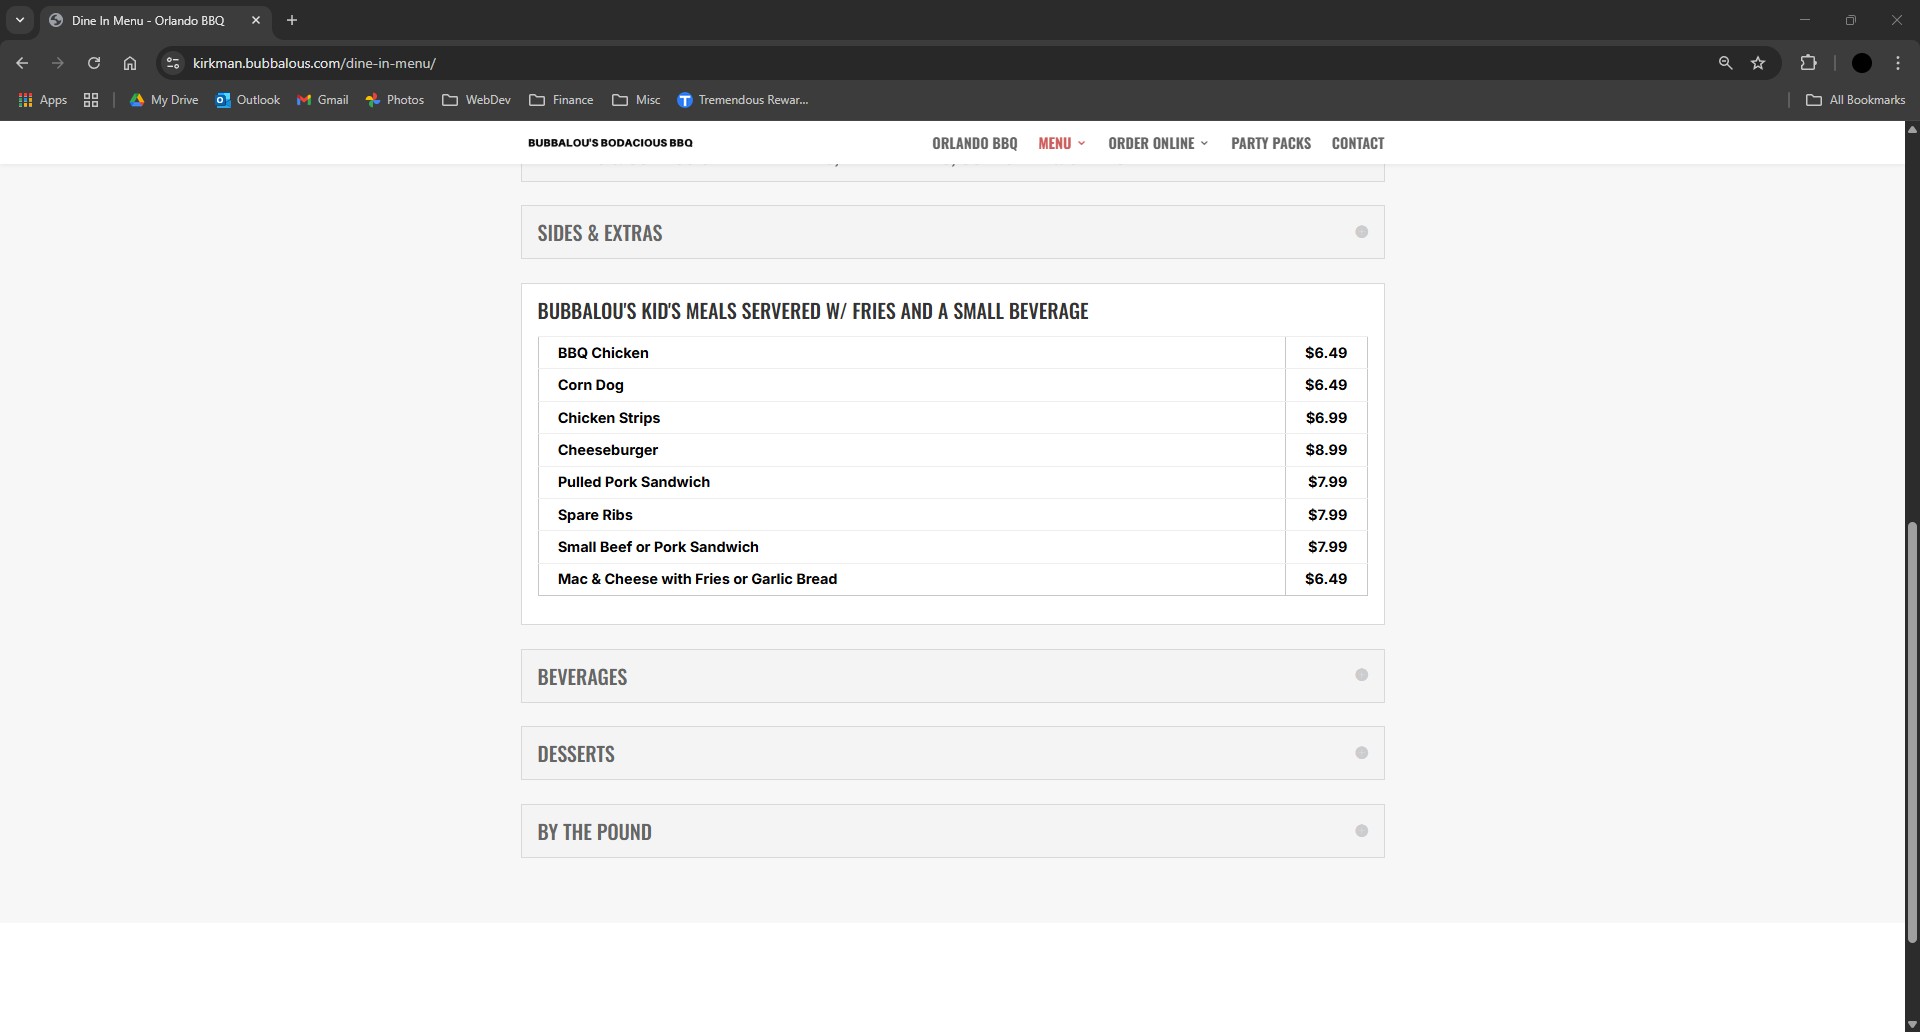 Dine In Menu - Orlando BBQ
kirkman.bubbalous.com/dine-in-menu/
Apps My Drive Outlook Gmail Photos WebDev Finance Misc Tremendous Rewar... All Bookmarks
BUBBALOU'S BODACIOUS BBQ ORLANDO BBQ MENU ORDER ONLINE PARTY PACKS CONTACT
SIDES & EXTRAS
BUBBALOU'S KID'S MEALS SERVERED W/ FRIES AND A SMALL BEVERAGE
BBQ Chicken $6.49
Corn Dog $6.49
Chicken Strips $6.99
Cheeseburger $8.99
Pulled Pork Sandwich $7.99
Spare Ribs $7.99
Small Beef or Pork Sandwich $7.99
Mac & Cheese with Fries or Garlic Bread $6.49
BEVERAGES
DESSERTS
BY THE POUND